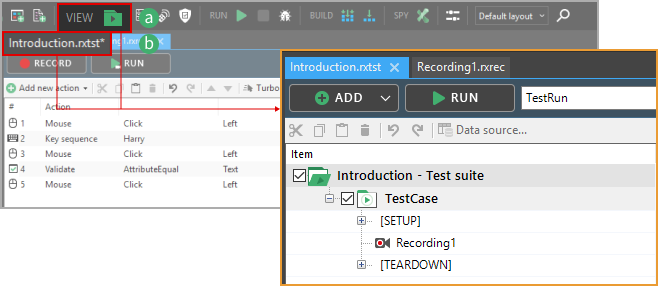 VIEW a RUN BUILD SPY Default layout
Introduction.rxtst* b
RECORD RUN
Add new action Turbo
# Action
1 Mouse Click Left
2 Key sequence Harry
3 Mouse Click Left
4 Validate AttributeEqual Text
5 Mouse Click Left
Introduction.rxtst Recording1.rxrec
ADD RUN TestRun
Data source...
Item
Introduction - Test suite
TestCase
[SETUP]
Recording1
[TEARDOWN]